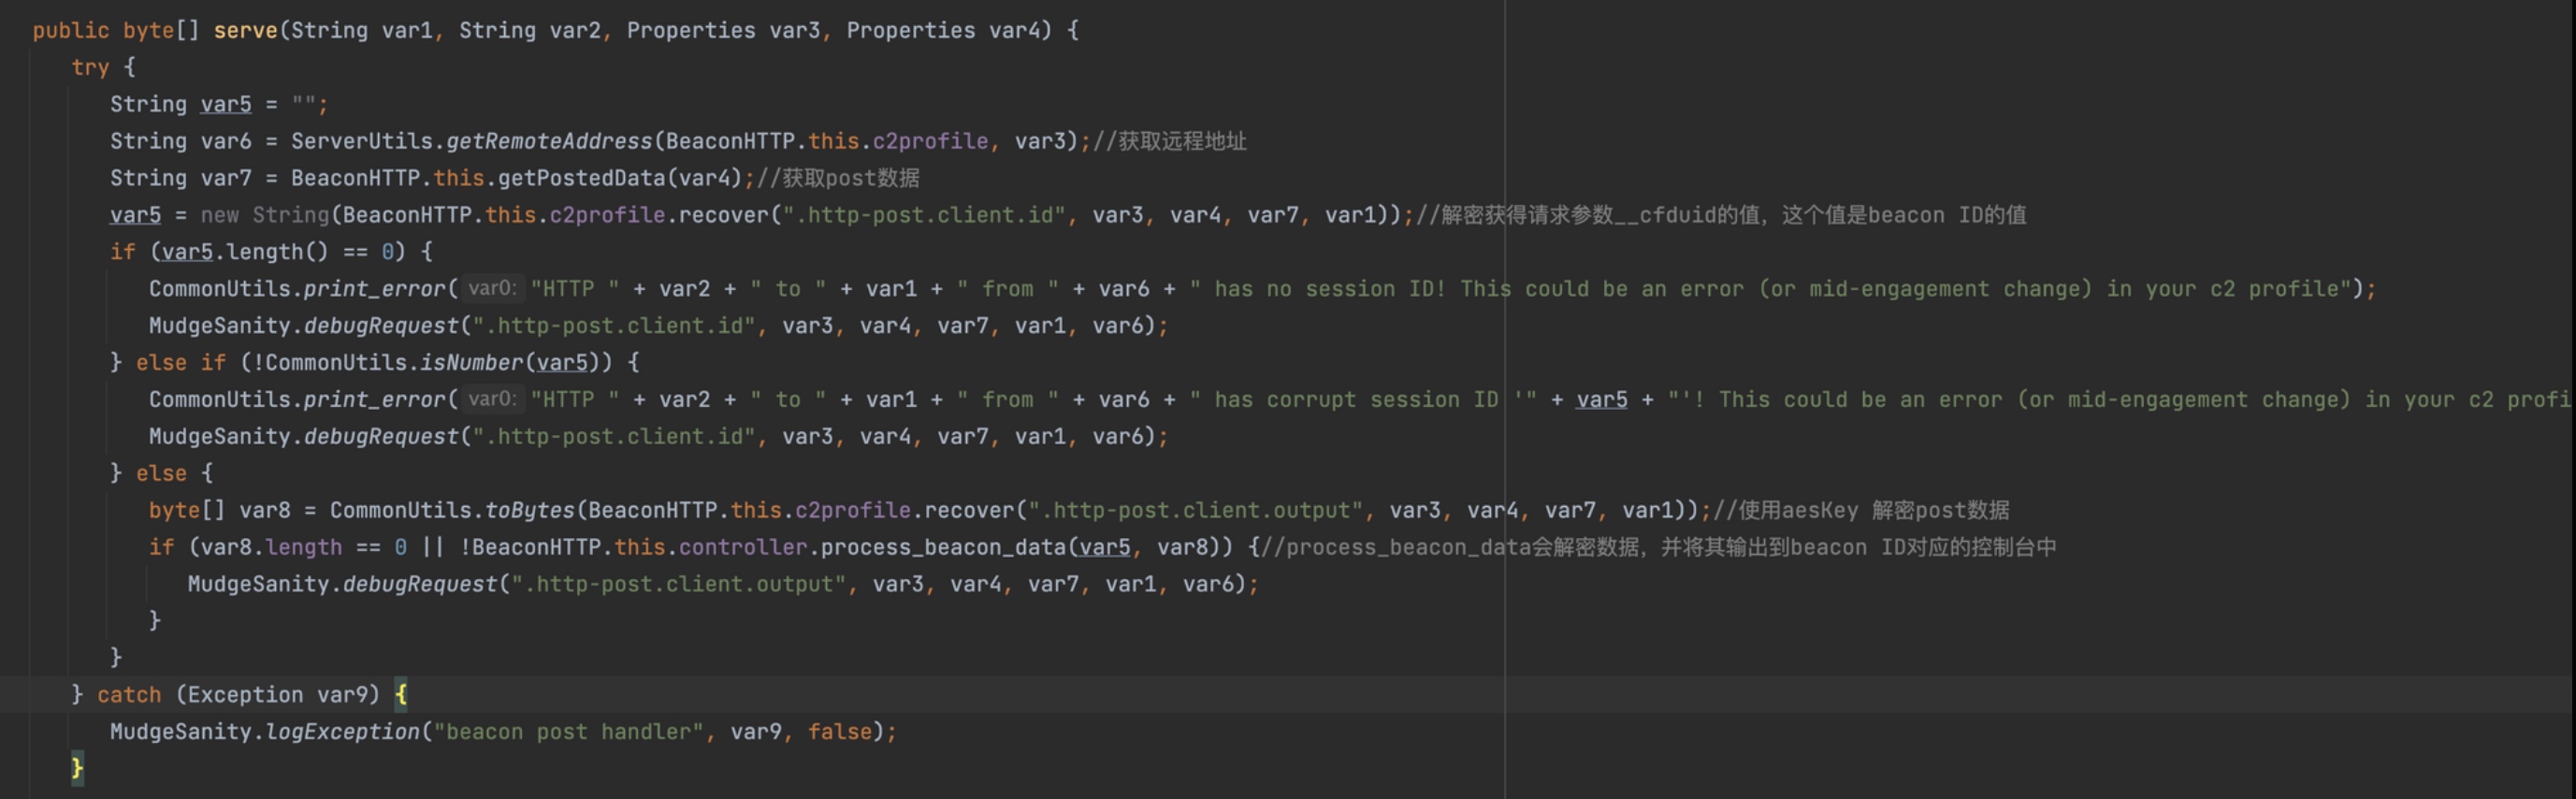 public byte[] serve(String var1, String var2, Properties var3, Properties var4) {
try {
String var5 = "";
String var6 = ServerUtils.getRemoteAddress(BeaconHTTP.this.c2profile, var3);//获取远程地址
String var7 = BeaconHTTP.this.getPostedData(var4);//获取post数据
var5 = new String(BeaconHTTP.this.c2profile.recover(".http-post.client.id", var3, var4, var7, var1));//解密获得请求参数__cfduid的值，这个值是beacon ID的值
if (var5.length() == 0) {
CommonUtils.print_error( var0: "HTTP " + var2 + " to " + var1 + " from " + var6 + " has no session ID! This could be an error (or mid-engagement change) in your c2 profile");
MudgeSanity.debugRequest(".http-post.client.id", var3, var4, var7, var1, var6);
} else if (!CommonUtils.isNumber(var5)) {
CommonUtils.print_error( var0: "HTTP " + var2 + " to " + var1 + " from " + var6 + " has corrupt session ID '" + var5 + "'! This could be an error (or mid-engagement change) in your c2 profi
MudgeSanity.debugRequest(".http-post.client.id", var3, var4, var7, var1, var6);
} else {
byte[] var8 = CommonUtils.toBytes(BeaconHTTP.this.c2profile.recover(".http-post.client.output", var3, var4, var7, var1));//使用aesKey 解密post数据
if (var8.length == 0 || !BeaconHTTP.this.controller.process_beacon_data(var5, var8)) {//process_beacon_data会解密数据，并将其输出到beacon ID对应的控制台中
MudgeSanity.debugRequest(".http-post.client.output", var3, var4, var7, var1, var6);
}
}
} catch (Exception var9) {
MudgeSanity.logException("beacon post handler", var9, false);
}